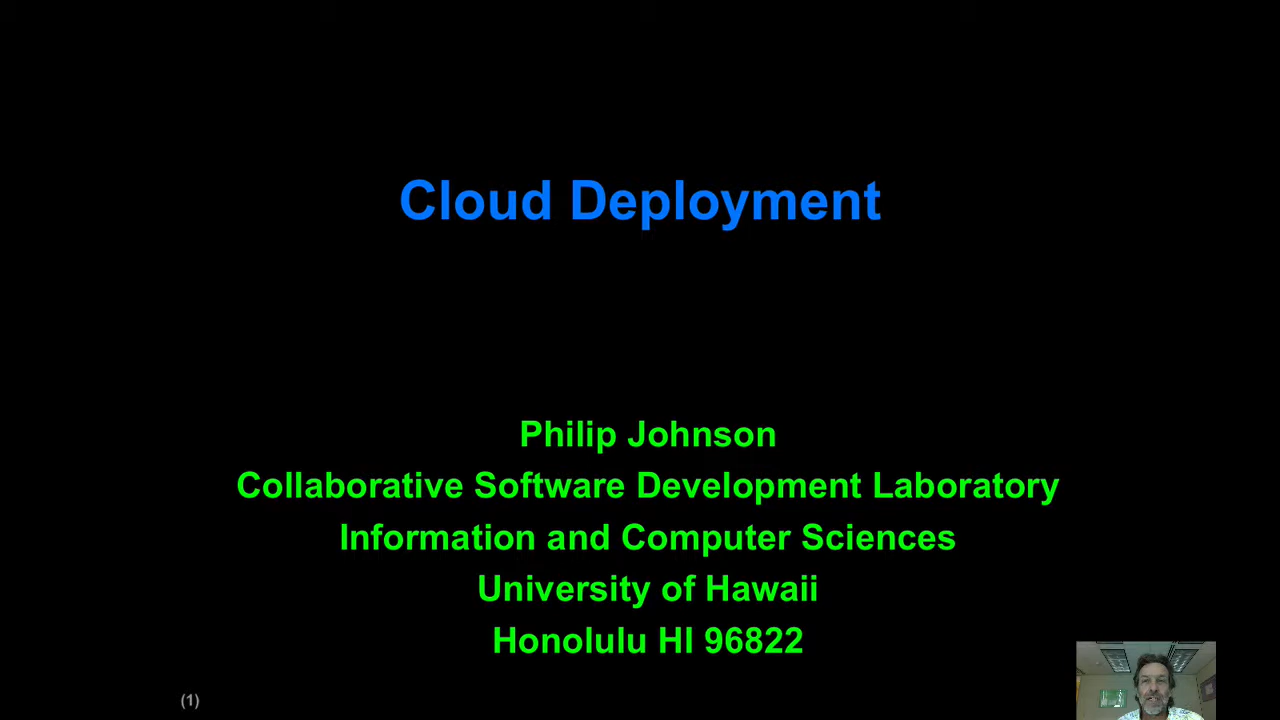 Cloud Deployment
Philip Johnson
Collaborative Software Development Laboratory
Information and Computer Sciences
University of Hawaii
Honolulu HI 96822
(1)